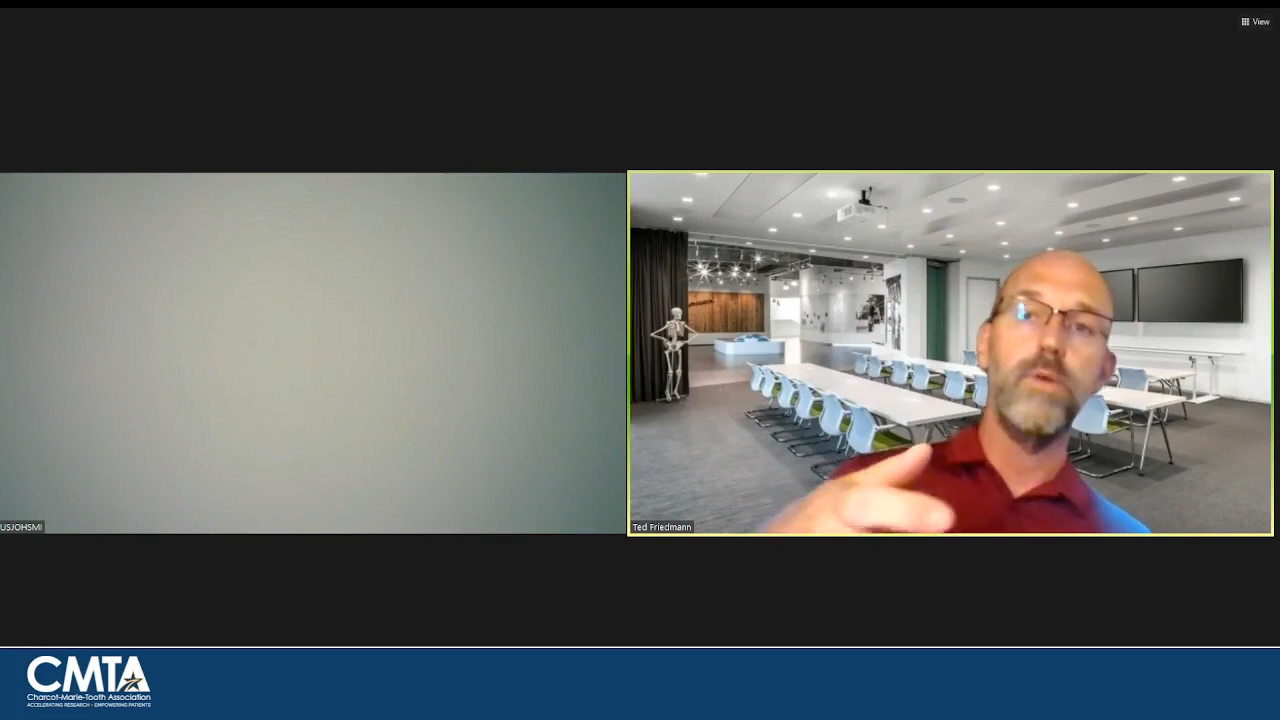 View
USJOHSMI
Ted Friedmann
CMTA
Charcot-Marie-Tooth Association
ACCELERATING RESEARCH - EMPOWERING PATIENTS